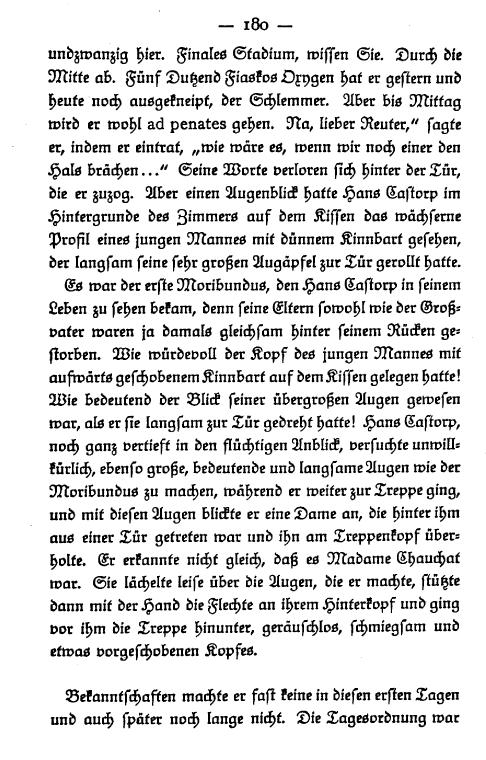 — 180 —
undzwanzig hier. Finales Stadium, wissen Sie. Durch die
Mitte ab. Fünf Dutzend Fiaskos Oxygen hat er gestern und
heute noch ausgekneipt, der Schlemmer. Aber bis Mittag
wird er wohl ad penates gehen. Na, lieber Reuter,“ sagte
er, indem er eintrat, „wie wäre es, wenn wir noch einer den
Hals brächen...“ Seine Worte verloren sich hinter der Tür,
die er zuzog. Aber einen Augenblick hatte Hans Castorp im
Hintergrunde des Zimmers auf dem Kissen das wächserne
Profil eines jungen Mannes mit dünnem Kinnbart gesehen,
der langsam seine sehr großen Augäpfel zur Tür gerollt hatte.
Es war der erste Moribundus, den Hans Castorp in seinem
Leben zu sehen bekam, denn seine Eltern sowohl wie der Groß-
vater waren ja damals gleichsam hinter seinem Rücken ge-
storben. Wie würdevoll der Kopf des jungen Mannes mit
aufwärts geschobenem Kinnbart auf dem Kissen gelegen hatte!
Wie bedeutend der Blick seiner übergroßen Augen gewesen
war, als er sie langsam zur Tür gedreht hatte! Hans Castorp,
noch ganz vertieft in den flüchtigen Anblick, versuchte unwill-
kürlich, ebenso große, bedeutende und langsame Augen wie der
Moribundus zu machen, während er weiter zur Treppe ging,
und mit diesen Augen blickte er eine Dame an, die hinter ihm
aus einer Tür getreten war und ihn am Treppenkopf über-
holte. Er erkannte nicht gleich, daß es Madame Chauchat
war. Sie lächelte leise über die Augen, die er machte, stützte
dann mit der Hand die Flechte an ihrem Hinterkopf und ging
vor ihm die Treppe hinunter, geräuschlos, schmiegsam und
etwas vorgeschobenen Kopfes.
Bekanntschaften machte er fast keine in diesen ersten Tagen
und auch später noch lange nicht. Die Tagesordnung war